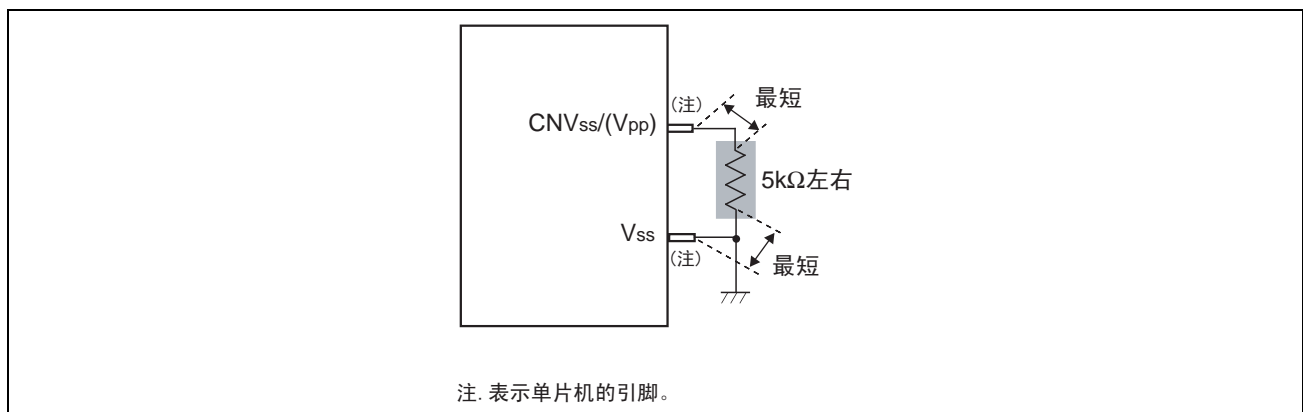 (注)
最短
CNVss/(Vpp)
5kΩ左右
Vss
(注)
最短
注. 表示单片机的引脚。